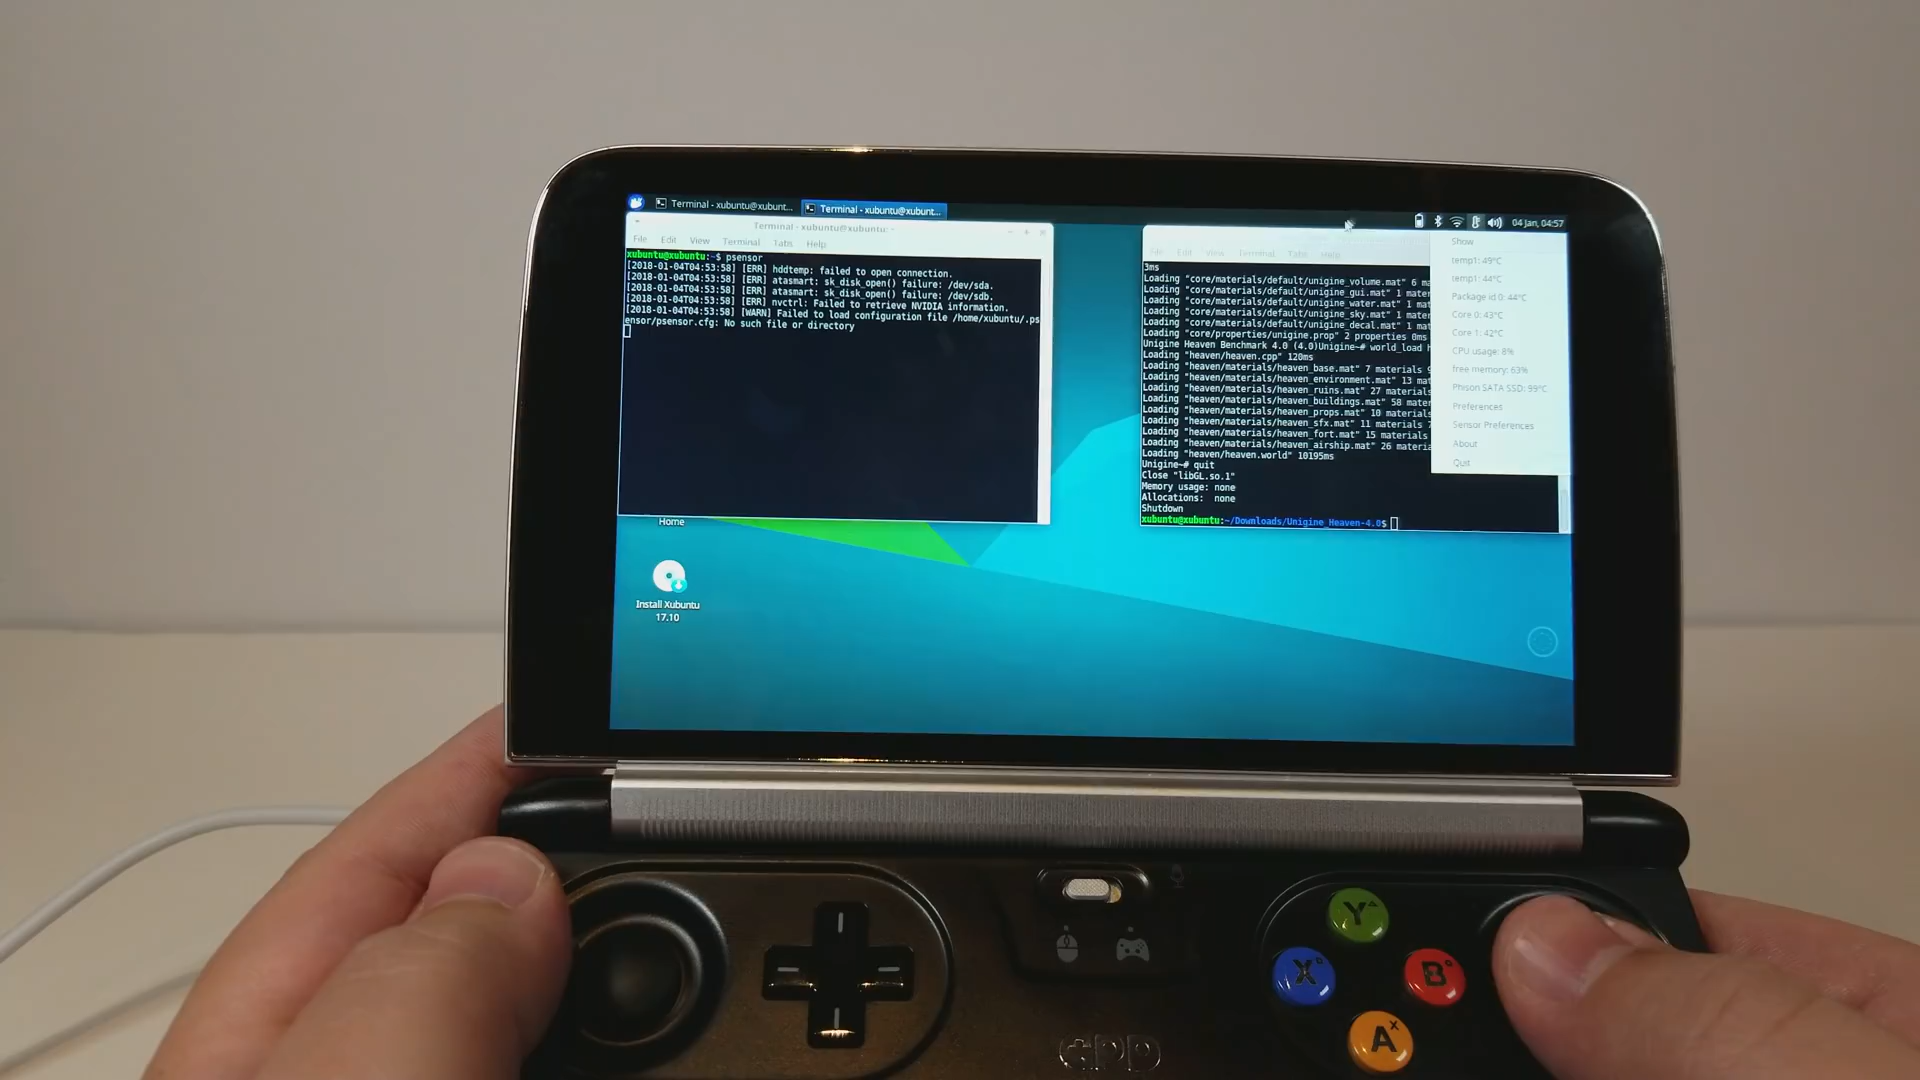 Terminal - xubuntu@xubunt...
Terminal - xubuntu@xubunt...
04 Jan, 04:57
Terminal - xubuntu@xubuntu: ~
File Edit View Terminal Tabs Help
xubuntu@xubuntu:~$ psensor
[2018-01-04T04:53:58] [ERR] hddtemp: failed to open connection.
[2018-01-04T04:53:58] [ERR] atasmart: sk_disk_open() failure: /dev/sda.
[2018-01-04T04:53:58] [ERR] atasmart: sk_disk_open() failure: /dev/sdb.
[2018-01-04T04:53:58] [ERR] nvctrl: Failed to retrieve NVIDIA information.
[2018-01-04T04:53:58] [WARN] Failed to load configuration file /home/xubuntu/.ps
ensor/psensor.cfg: No such file or directory
File Edit View Terminal Tabs Help
3ms
Loading "core/materials/default/unigine_volume.mat" 6 ma
Loading "core/materials/default/unigine_gui.mat" 1 mater
Loading "core/materials/default/unigine_water.mat" 1 mat
Loading "core/materials/default/unigine_sky.mat" 1 mat
Loading "core/materials/default/unigine_decal.mat" 1 mat
Loading "core/properties/unigine.prop" 2 properties 0ms
Unigine Heaven Benchmark 4.0 (4.0)Unigine~# world_load h
Loading "heaven/heaven.cpp" 120ms
Loading "heaven/materials/heaven_base.mat" 7 materials 9
Loading "heaven/materials/heaven_environment.mat" 13 mat
Loading "heaven/materials/heaven_ruins.mat" 27 materials
Loading "heaven/materials/heaven_buildings.mat" 58 mater
Loading "heaven/materials/heaven_props.mat" 10 materials
Loading "heaven/materials/heaven_sfx.mat" 11 materials 7
Loading "heaven/materials/heaven_fort.mat" 15 materials
Loading "heaven/materials/heaven_airship.mat" 26 materia
Loading "heaven/heaven.world" 10195ms
Unigine~# quit
Close "libGL.so.1"
Memory usage: none
Allocations: none
Shutdown
xubuntu@xubuntu:~/Downloads/Unigine_Heaven-4.0$
Show
temp1: 49°C
temp1: 44°C
Package id 0: 44°C
Core 0: 43°C
Core 1: 42°C
CPU usage: 8%
free memory: 63%
Phison SATA SSD: 99°C
Preferences
Sensor Preferences
About
Quit
Home
Install Xubuntu
17.10
Y
X
B
A X